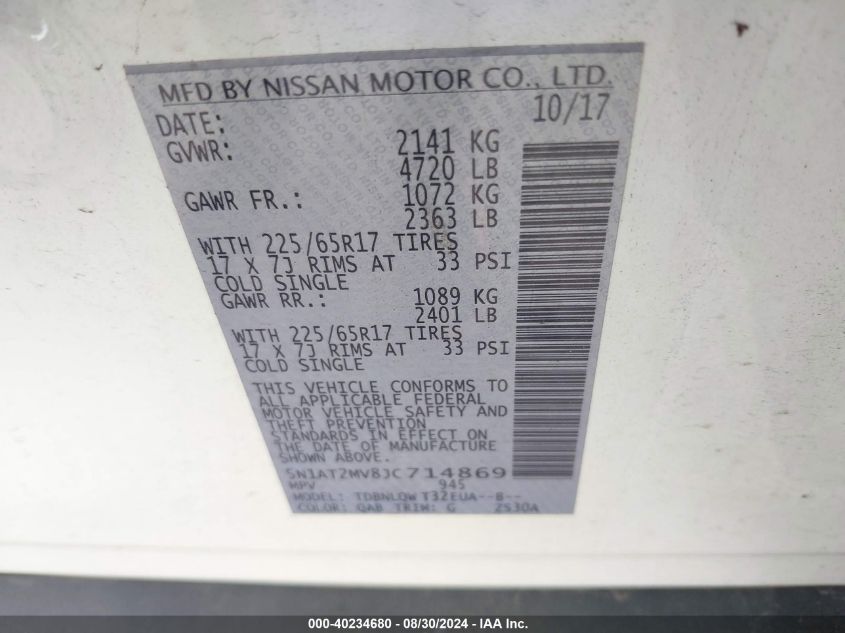 MFD BY NISSAN MOTOR CO., LTD.
DATE: 10/17
GVWR: 2141 KG
4720 LB
GAWR FR.: 1072 KG
2363 LB
WITH 225/65R17 TIRES
17 X 7J RIMS AT 33 PSI
COLD SINGLE
GAWR RR.: 1089 KG
2401 LB
WITH 225/65R17 TIRES
17 X 7J RIMS AT 33 PSI
COLD SINGLE
THIS VEHICLE CONFORMS TO
ALL APPLICABLE FEDERAL
MOTOR VEHICLE SAFETY AND
THEFT PREVENTION
STANDARDS IN EFFECT ON
THE DATE OF MANUFACTURE
SHOWN ABOVE.
5N1AT2MV8JC714869
MPV 945
MODEL: TDBNLQW T32EUA--B--
COLOR: QAB TRIM: G 2S30A
000-40234680 - 08/30/2024 - IAA Inc.